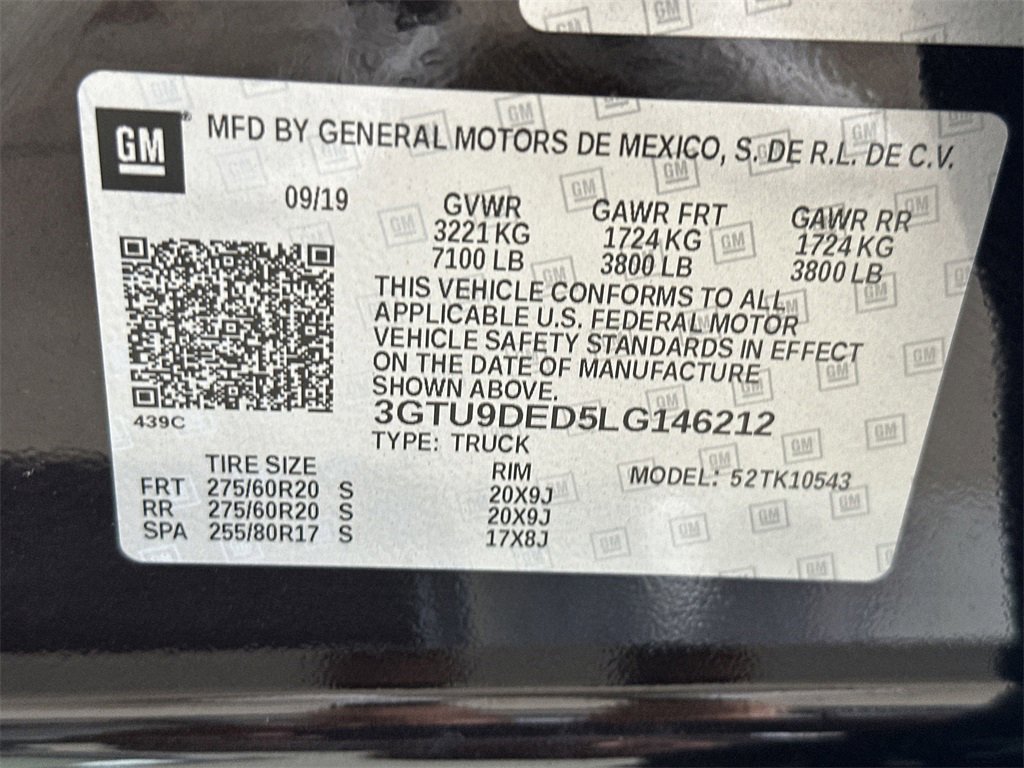 GM
MFD BY GENERAL MOTORS DE MEXICO, S. DE R.L. DE C.V.
09/19
GVWR GAWR FRT GAWR RR
3221 KG 1724 KG 1724 KG
7100 LB 3800 LB 3800 LB
THIS VEHICLE CONFORMS TO ALL
APPLICABLE U.S. FEDERAL MOTOR
VEHICLE SAFETY STANDARDS IN EFFECT
ON THE DATE OF MANUFACTURE
SHOWN ABOVE.
439C
3GTU9DED5LG146212
TYPE: TRUCK
TIRE SIZE RIM MODEL: 52TK10543
FRT 275/60R20 S 20X9J
RR 275/60R20 S 20X9J
SPA 255/80R17 S 17X8J